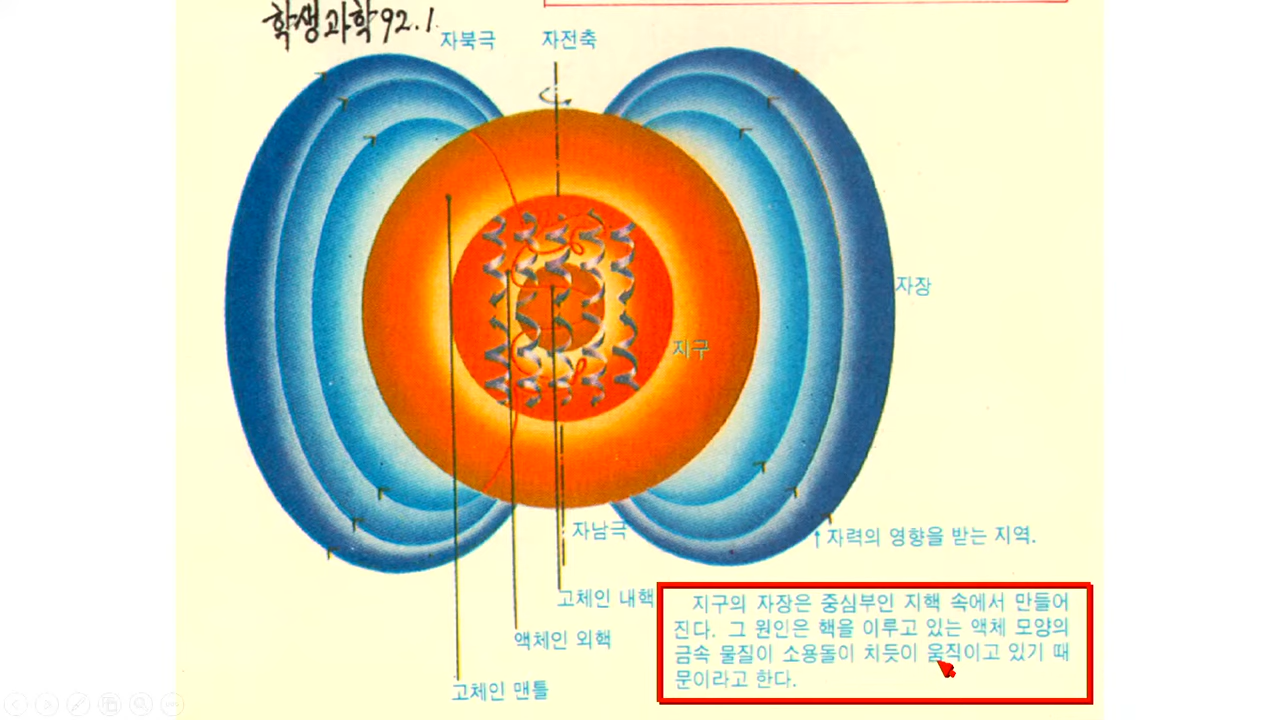 학생과학 92.1.
자북극
자전축
자장
지구
자남극
↑자력의 영향을 받는 지역.
고체인 내핵
액체인 외핵
고체인 맨틀
지구의 자장은 중심부인 지핵 속에서 만들어
진다. 그 원인은 핵을 이루고 있는 액체 모양의
금속 물질이 소용돌이 치듯이 움직이고 있기 때
문이라고 한다.